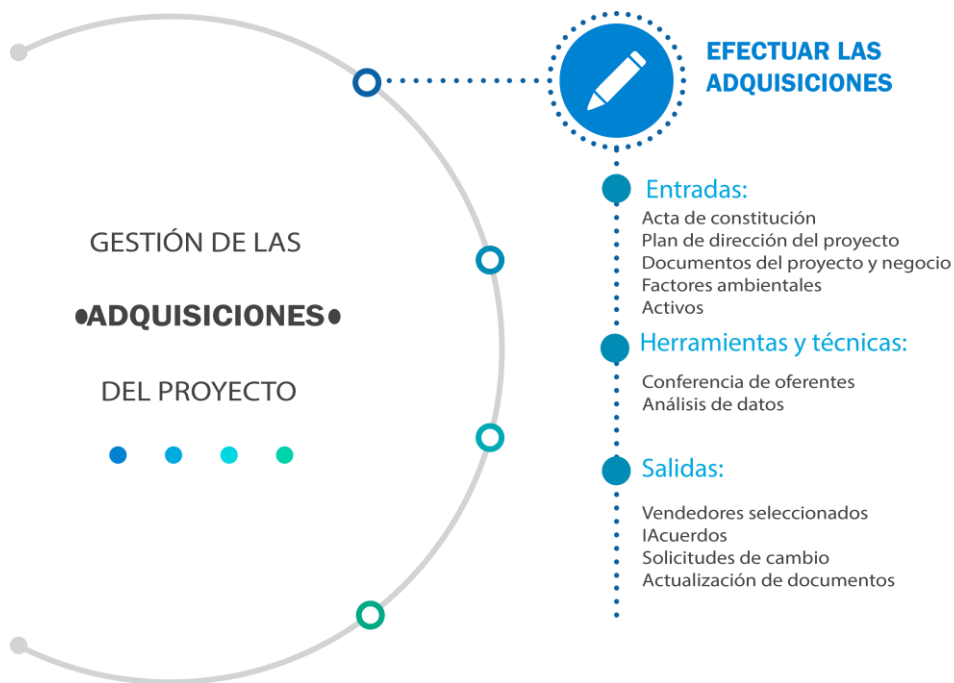 GESTIÓN DE LAS
•ADQUISICIONES•
DEL PROYECTO
EFECTUAR LAS
ADQUISICIONES
Entradas:
Acta de constitución
Plan de dirección del proyecto
Documentos del proyecto y negocio
Factores ambientales
Activos
Herramientas y técnicas:
Conferencia de oferentes
Análisis de datos
Salidas:
Vendedores seleccionados
IAcuerdos
Solicitudes de cambio
Actualización de documentos